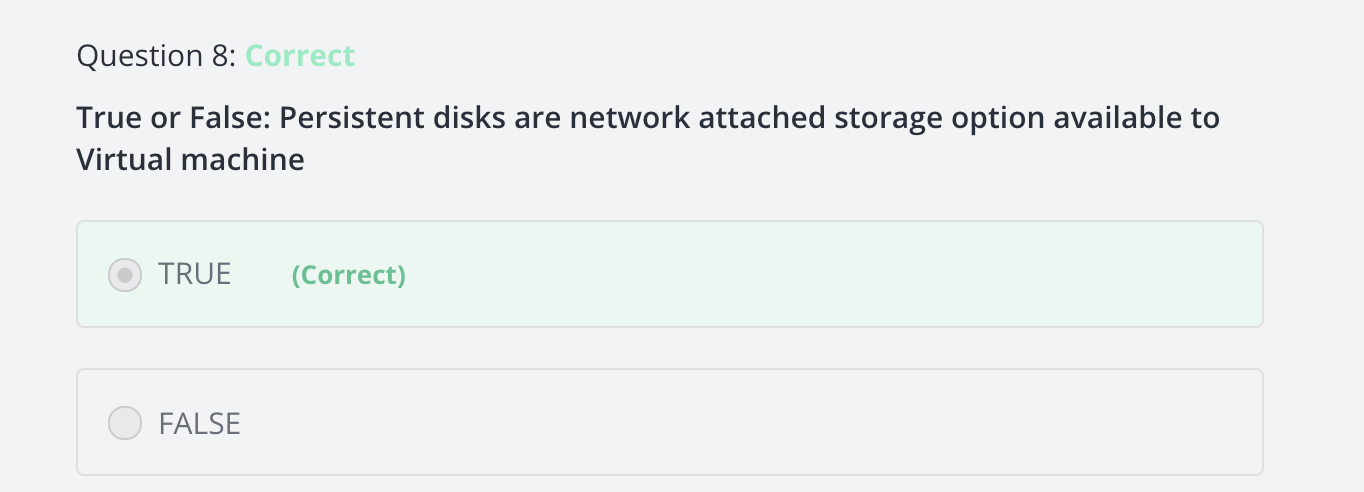 Question 8: Correct
True or False: Persistent disks are network attached storage option available to
Virtual machine
TRUE (Correct)
FALSE